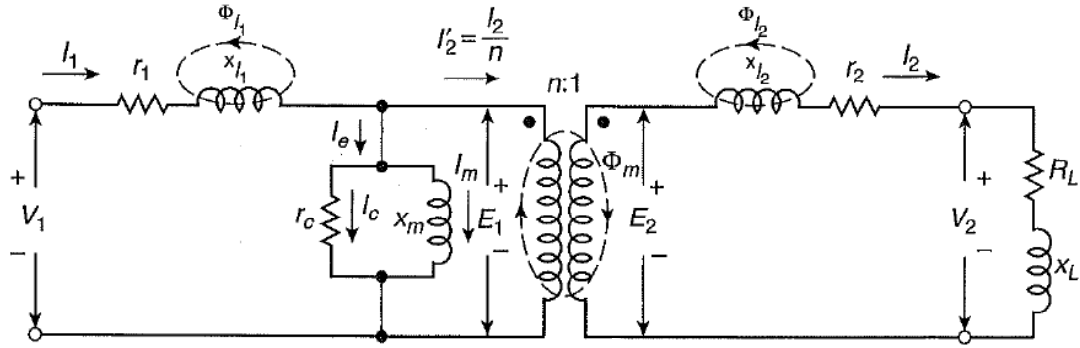 Φl1
Φl2
I1
r1
xl1
I'2 = I2/n
n:1
xl2
r2
I2
Ie
Im
Φm
+
V1
−
rc
Ic
xm
+
E1
−
+
E2
−
+
V2
−
RL
xL